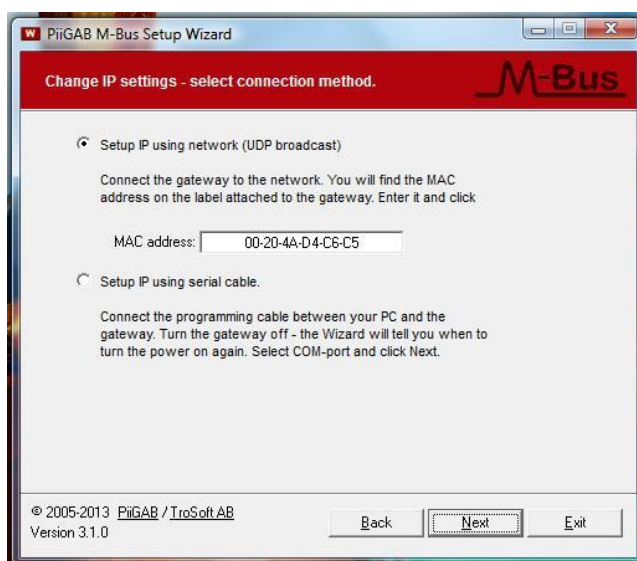 W PiiGAB M-Bus Setup Wizard
Change IP settings - select connection method.
M-Bus
Setup IP using network (UDP broadcast)
Connect the gateway to the network. You will find the MAC
address on the label attached to the gateway. Enter it and click
MAC address: 00-20-4A-D4-C6-C5
Setup IP using serial cable.
Connect the programming cable between your PC and the
gateway. Turn the gateway off - the Wizard will tell you when to
turn the power on again. Select COM-port and click Next.
© 2005-2013 PiiGAB / TroSoft AB
Version 3.1.0
Back Next Exit